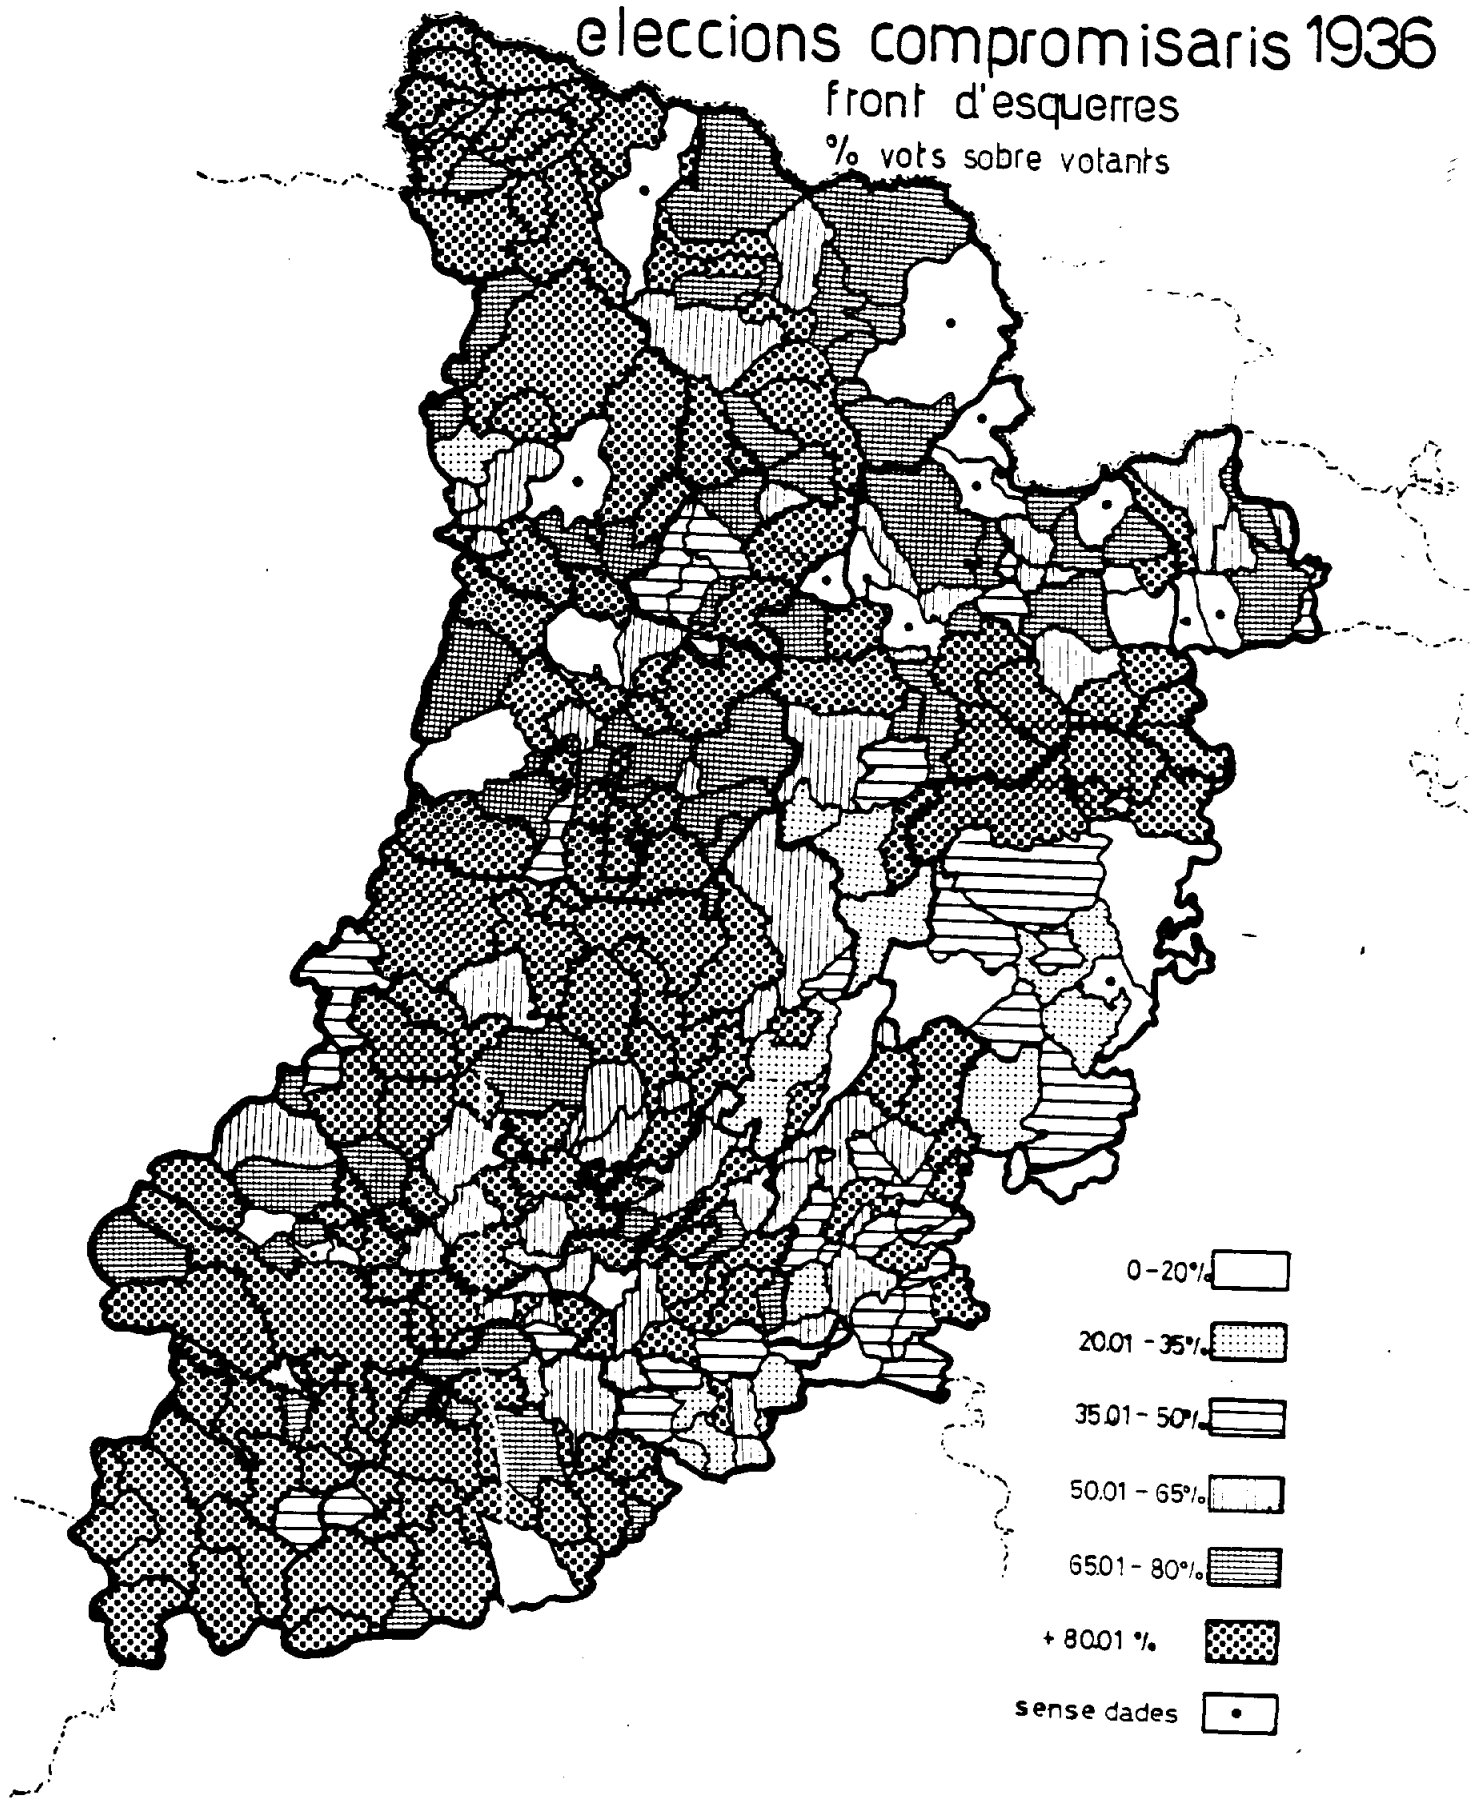 eleccions compromisaris 1936
front d'esquerres
% vots sobre votants
0-20%
20.01-35%
35.01-50%
50.01-65%
65.01-80%
+80.01%
sense dades